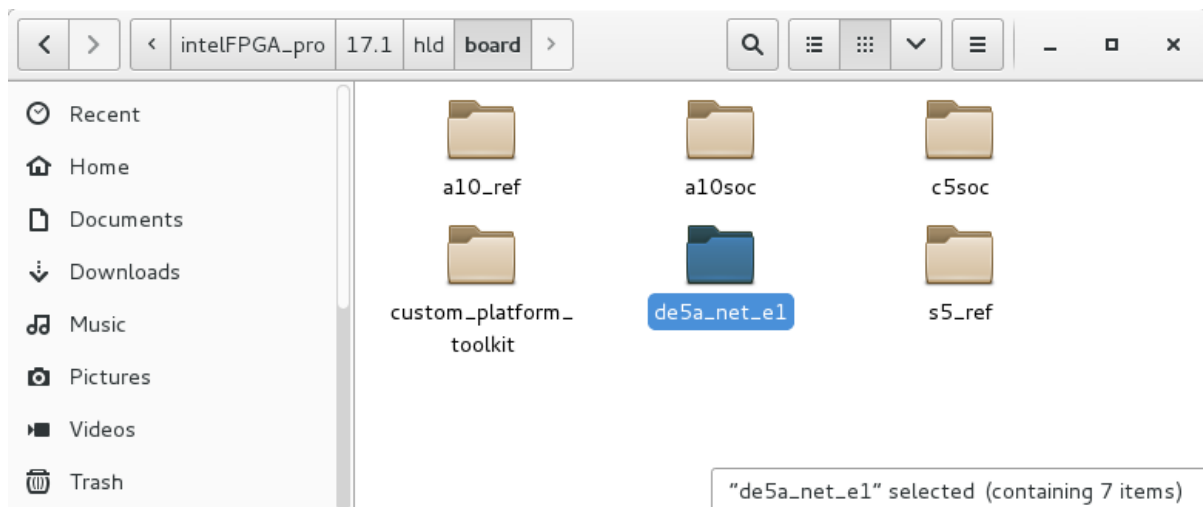 intelFPGA_pro 17.1 hld board
Recent
Home
Documents
Downloads
Music
Pictures
Videos
Trash
a10_ref a10soc c5soc
custom_platform_
toolkit
de5a_net_e1 s5_ref
"de5a_net_e1" selected (containing 7 items)